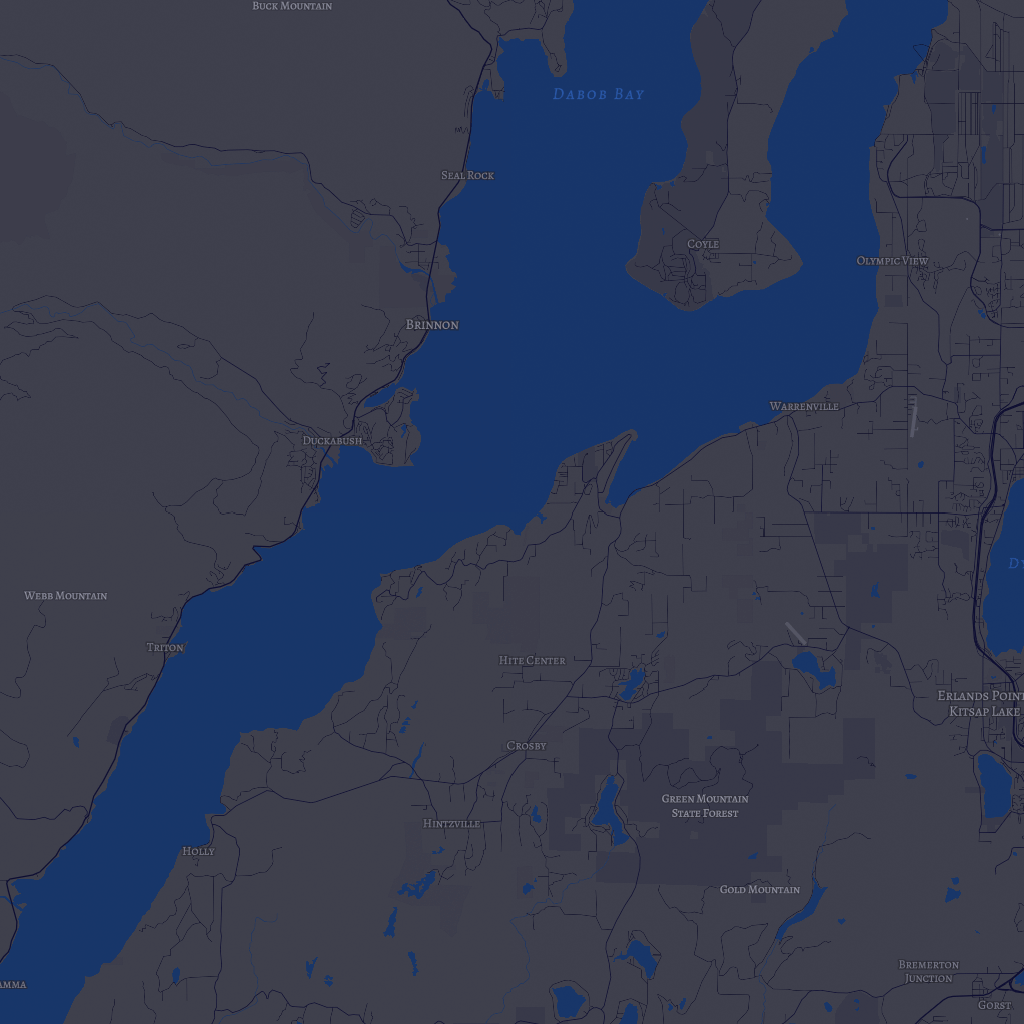 Buck Mountain
Dabob Bay
Seal Rock
Coyle
Olympic View
Brinnon
Warrenville
Duckabush
Webb Mountain
Triton
Hite Center
Erlands Point
Kitsap Lake
Crosby
Green Mountain
State Forest
Hintzville
Holly
Gold Mountain
Bremerton
Junction
Gorst